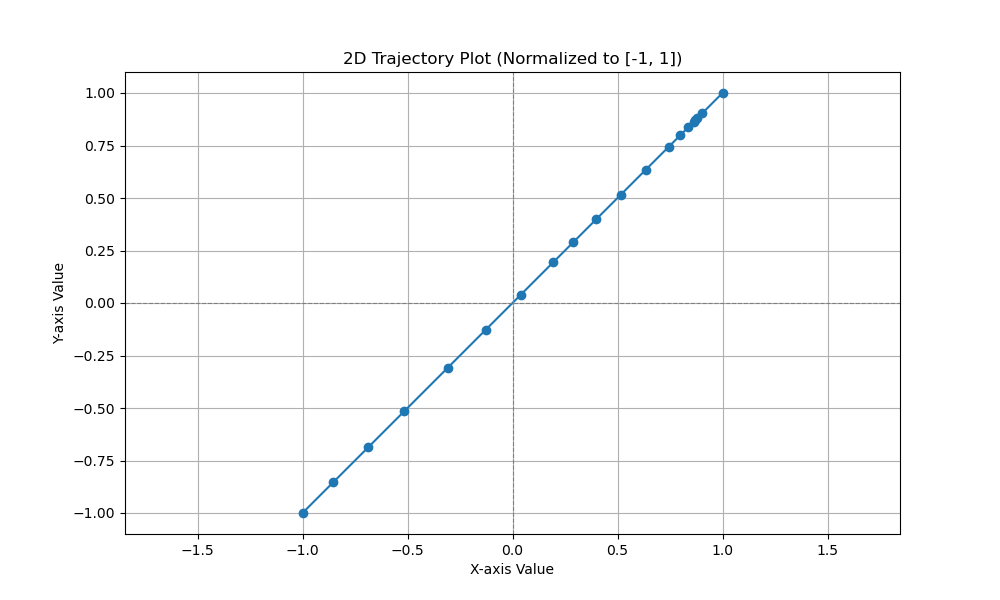 2D Trajectory Plot (Normalized to [-1, 1])
1.00
0.75
0.50
0.25
0.00
−0.25
−0.50
−0.75
−1.00
Y-axis Value
−1.5 −1.0 −0.5 0.0 0.5 1.0 1.5
X-axis Value